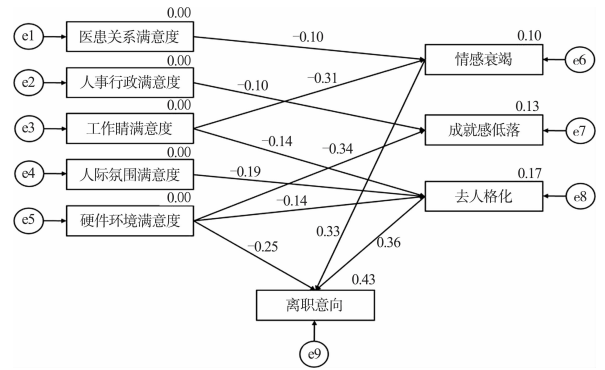 0.00
e1
医患关系满意度
−0.10
0.10
情感衰竭
e6
0.00
e2
人事行政满意度
−0.10
−0.31
0.00
e3
工作睛满意度
−0.14
−0.34
0.13
成就感低落
e7
0.00
e4
人际氛围满意度
−0.19
0.17
去人格化
e8
0.00
e5
硬件环境满意度
−0.14
−0.25
0.33
0.36
0.43
离职意向
e9